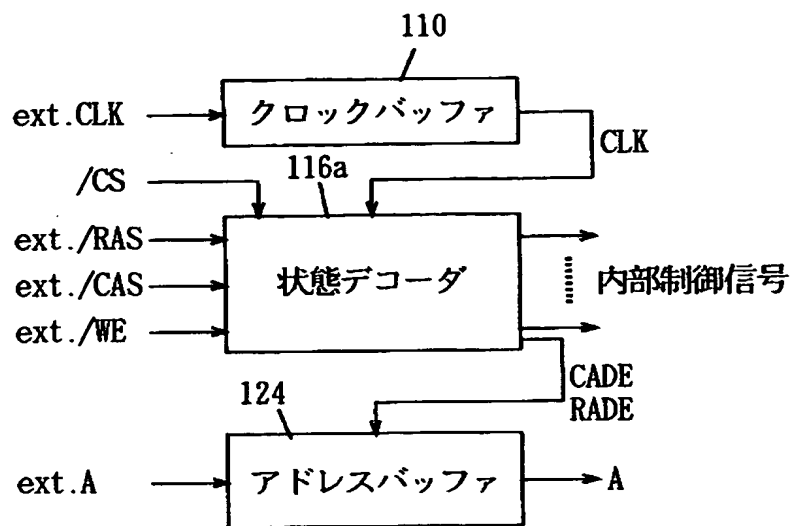 110
ext.CLK
クロックバッファ
CLK
/CS
116a
ext./RAS
ext./CAS
ext./WE
状態デコーダ
内部制御信号
CADE
RADE
124
ext.A
アドレスバッファ
A